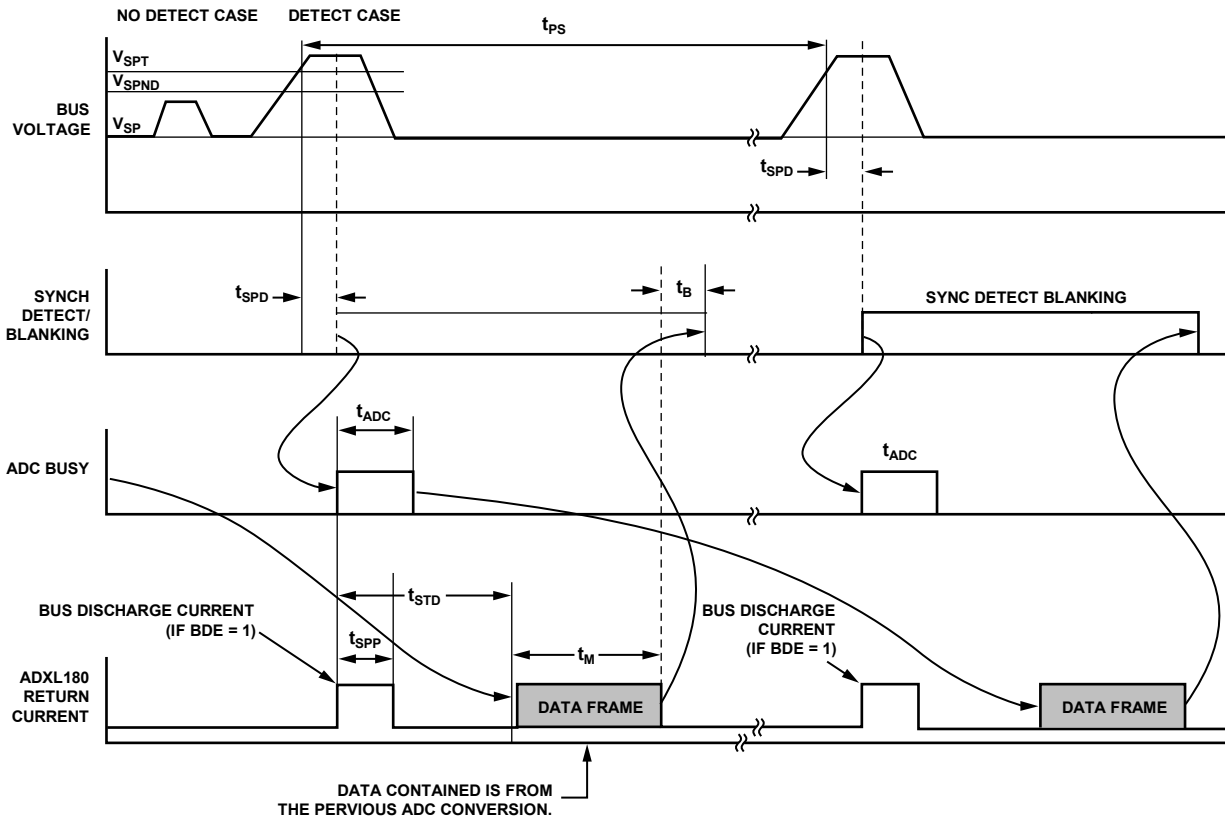 NO DETECT CASE
DETECT CASE
tPS
VSPT
VSPND
BUS
VOLTAGE
VSP
tSPD
SYNCH
DETECT/
BLANKING
tSPD
tB
SYNC DETECT BLANKING
tADC
ADC BUSY
tADC
tSTD
BUS DISCHARGE CURRENT
(IF BDE = 1)
BUS DISCHARGE
CURRENT
(IF BDE = 1)
tSPP
tM
ADXL180
RETURN
CURRENT
DATA FRAME
DATA FRAME
DATA CONTAINED IS FROM
THE PERVIOUS ADC CONVERSION.